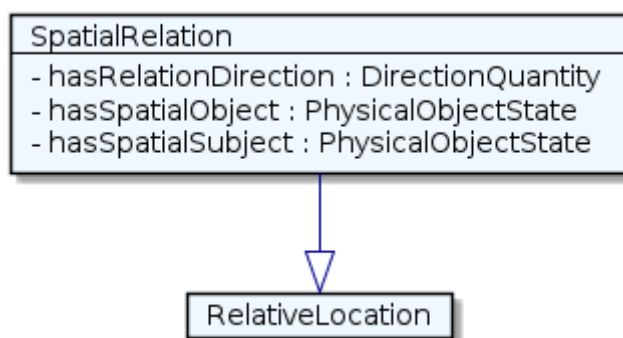 SpatialRelation
- hasRelationDirection : DirectionQuantity
- hasSpatialObject : PhysicalObjectState
- hasSpatialSubject : PhysicalObjectState
RelativeLocation